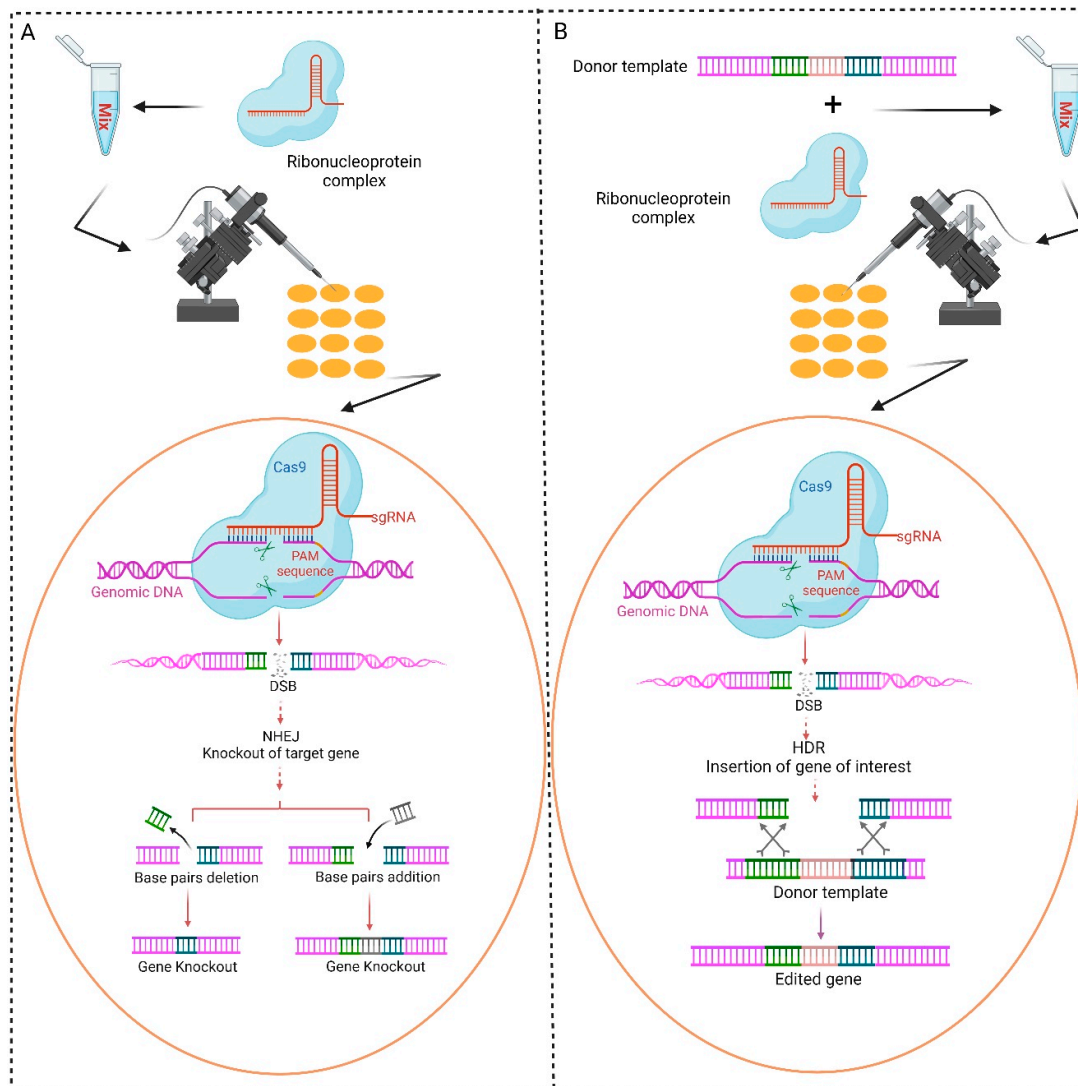 A
Mix
Ribonucleoprotein
complex
Cas9
sgRNA
PAM
sequence
Genomic DNA
DSB
NHEJ
Knockout of target gene
Base pairs deletion
Base pairs addition
Gene Knockout
Gene Knockout
B
Donor template
+
Mix
Ribonucleoprotein
complex
Cas9
sgRNA
PAM
sequence
Genomic DNA
DSB
HDR
Insertion of gene of interest
Donor template
Edited gene